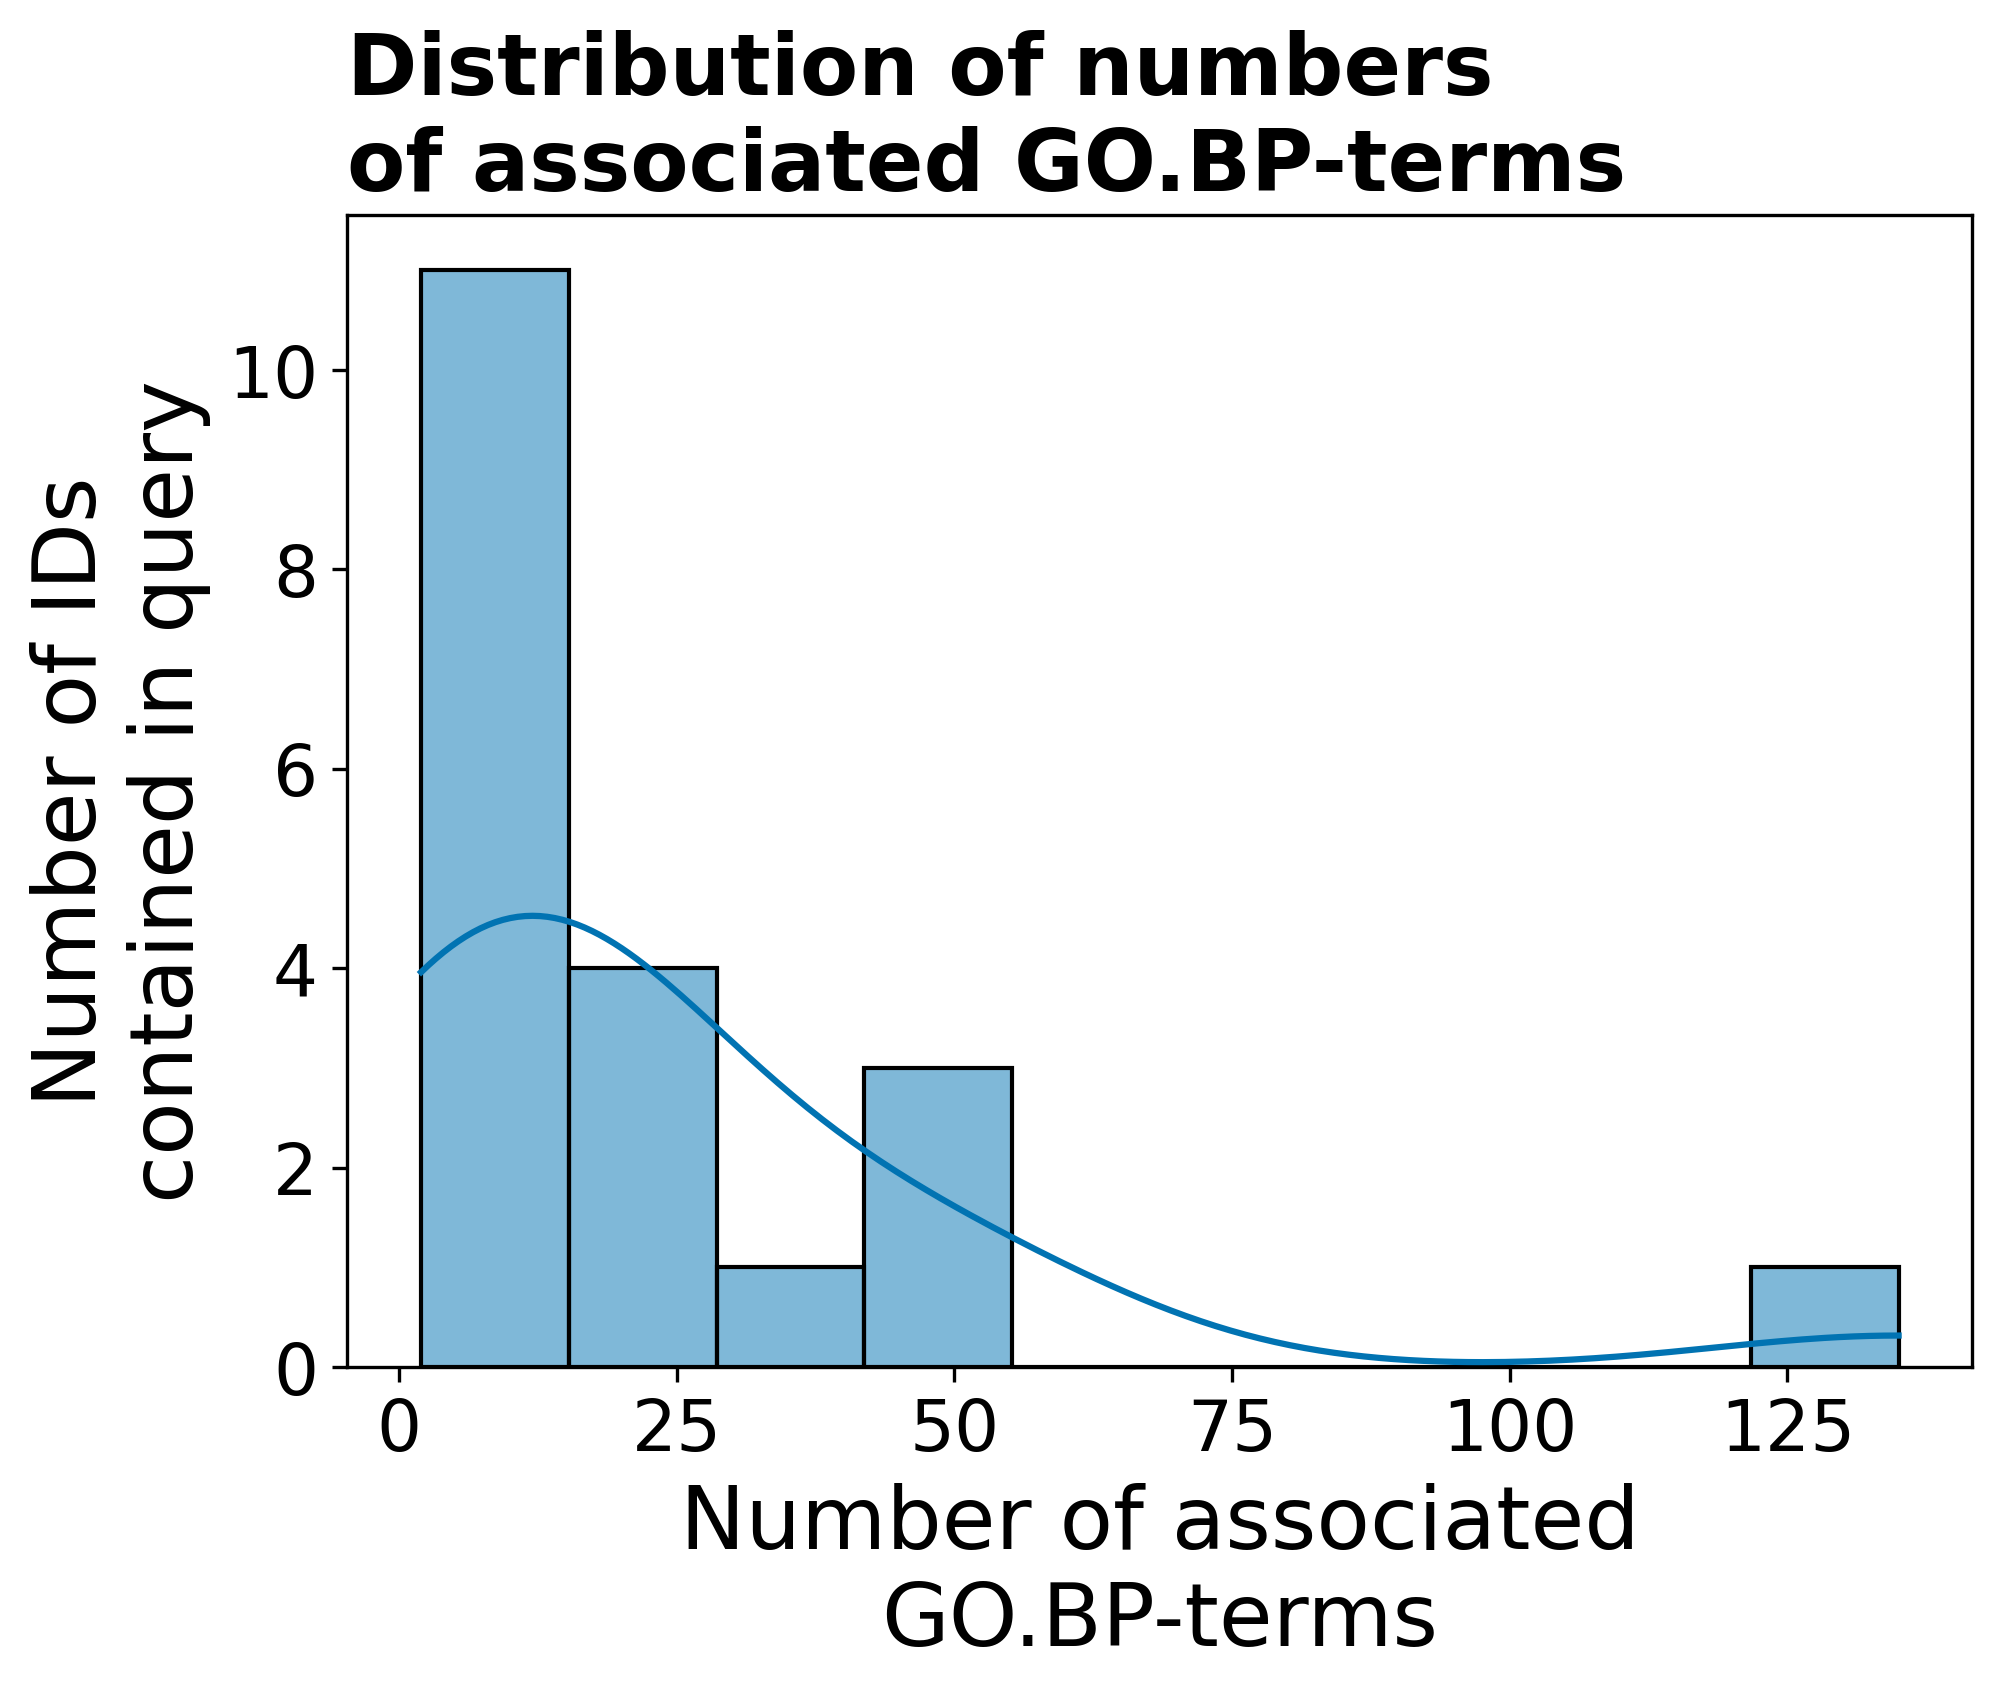 Distribution of numbers
of associated GO.BP-terms
Number of IDs
contained in query
10
8
6
4
2
0
0 25 50 75 100 125
Number of associated
GO.BP-terms